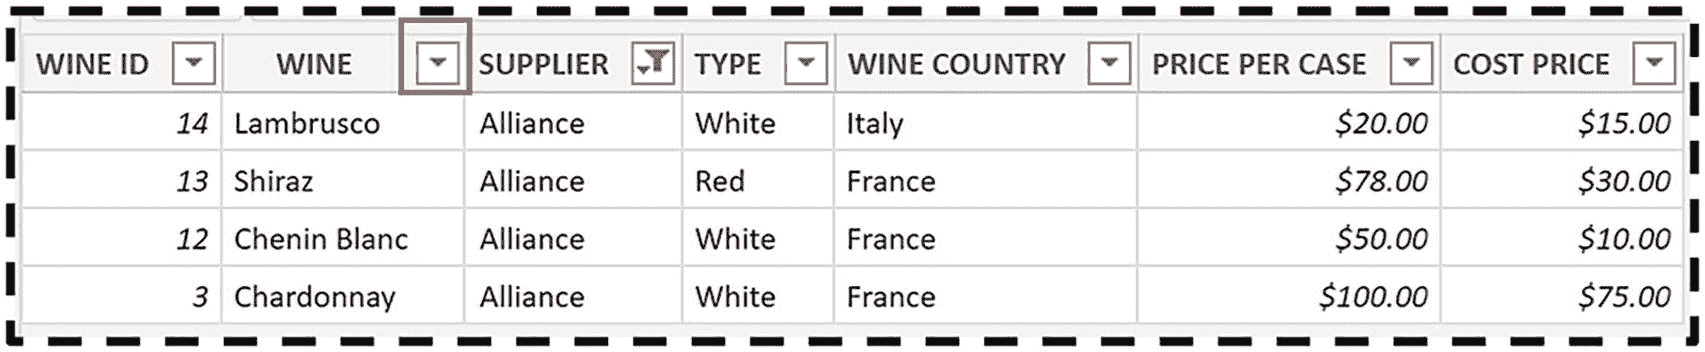 WINE ID WINE SUPPLIER TYPE WINE COUNTRY PRICE PER CASE COST PRICE
14 Lambrusco Alliance White Italy $20.00 $15.00
13 Shiraz Alliance Red France $78.00 $30.00
12 Chenin Blanc Alliance White France $50.00 $10.00
3 Chardonnay Alliance White France $100.00 $75.00